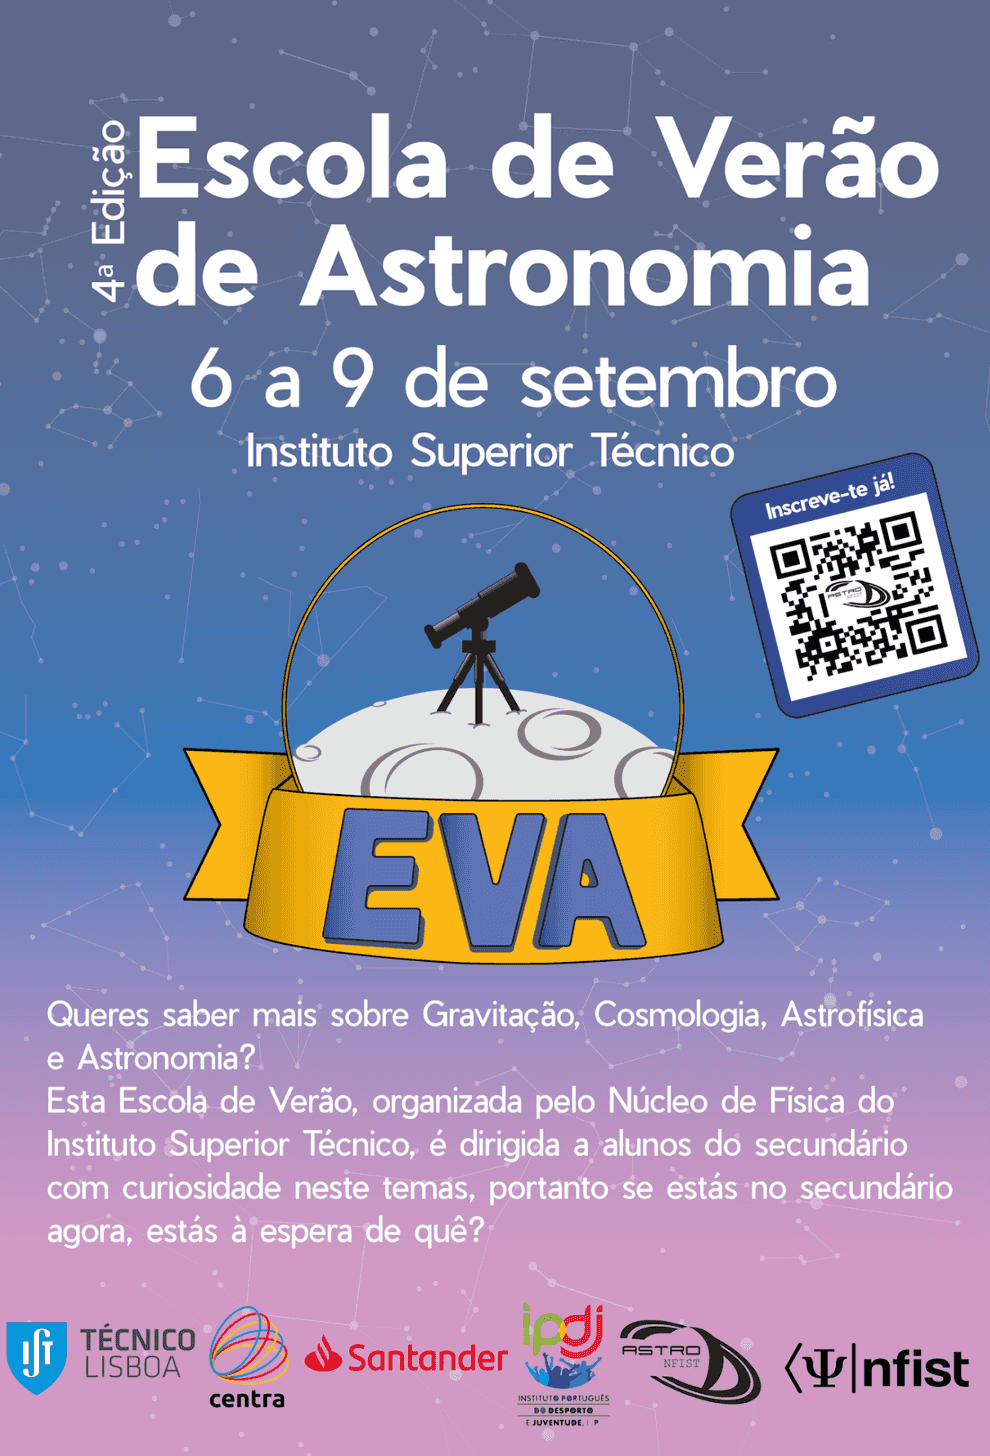 4ª Edição
Escola de Verão
de Astronomia
6 a 9 de setembro
Instituto Superior Técnico
Inscreve-te já!
ASTRO
NFIST
EVA
Queres saber mais sobre Gravitação, Cosmologia, Astrofísica
e Astronomia?
Esta Escola de Verão, organizada pelo Núcleo de Física do
Instituto Superior Técnico, é dirigida a alunos do secundário
com curiosidade neste temas, portanto se estás no secundário
agora, estás à espera de quê?
IST
TÉCNICO
LISBOA
centra
Santander
ipdj
INSTITUTO PORTUGUÊS
DO DESPORTO
E JUVENTUDE, I P
ASTRO
NFIST
⟨Ψ|nfist